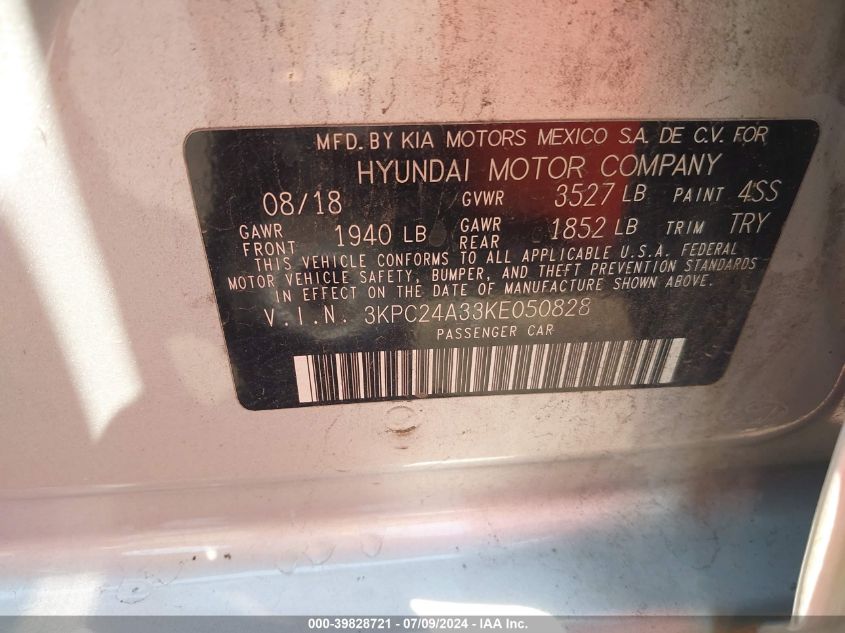 MFD. BY KIA MOTORS MEXICO S.A. DE C.V. FOR
HYUNDAI MOTOR COMPANY
08/18 GVWR 3527 LB PAINT 4SS
GAWR FRONT 1940 LB GAWR REAR 1852 LB TRIM TRY
THIS VEHICLE CONFORMS TO ALL APPLICABLE U.S.A. FEDERAL
MOTOR VEHICLE SAFETY, BUMPER, AND THEFT PREVENTION STANDARDS
IN EFFECT ON THE DATE OF MANUFACTURE SHOWN ABOVE.
V.I.N. 3KPC24A33KE050828
PASSENGER CAR
000-39828721 - 07/09/2024 - IAA Inc.